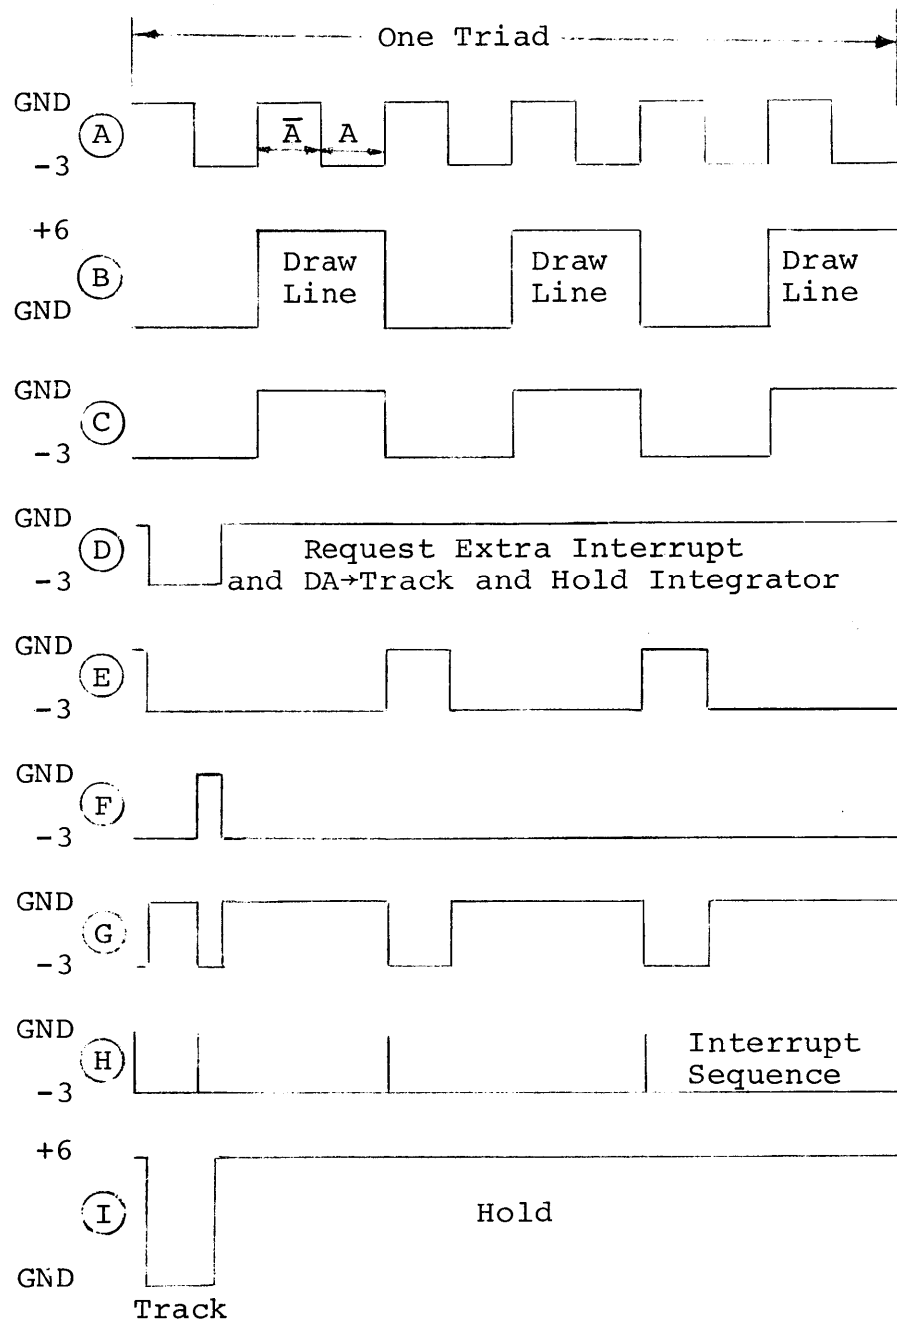 One Triad
GND
A
Ā A
-3
+6
B
Draw Line
Draw Line
Draw Line
GND
GND
C
-3
GND
D
Request Extra Interrupt
-3
and DA→Track and Hold Integrator
GND
E
-3
GND
F
-3
GND
G
-3
GND
H
Interrupt
Sequence
-3
+6
I
Hold
GND
Track